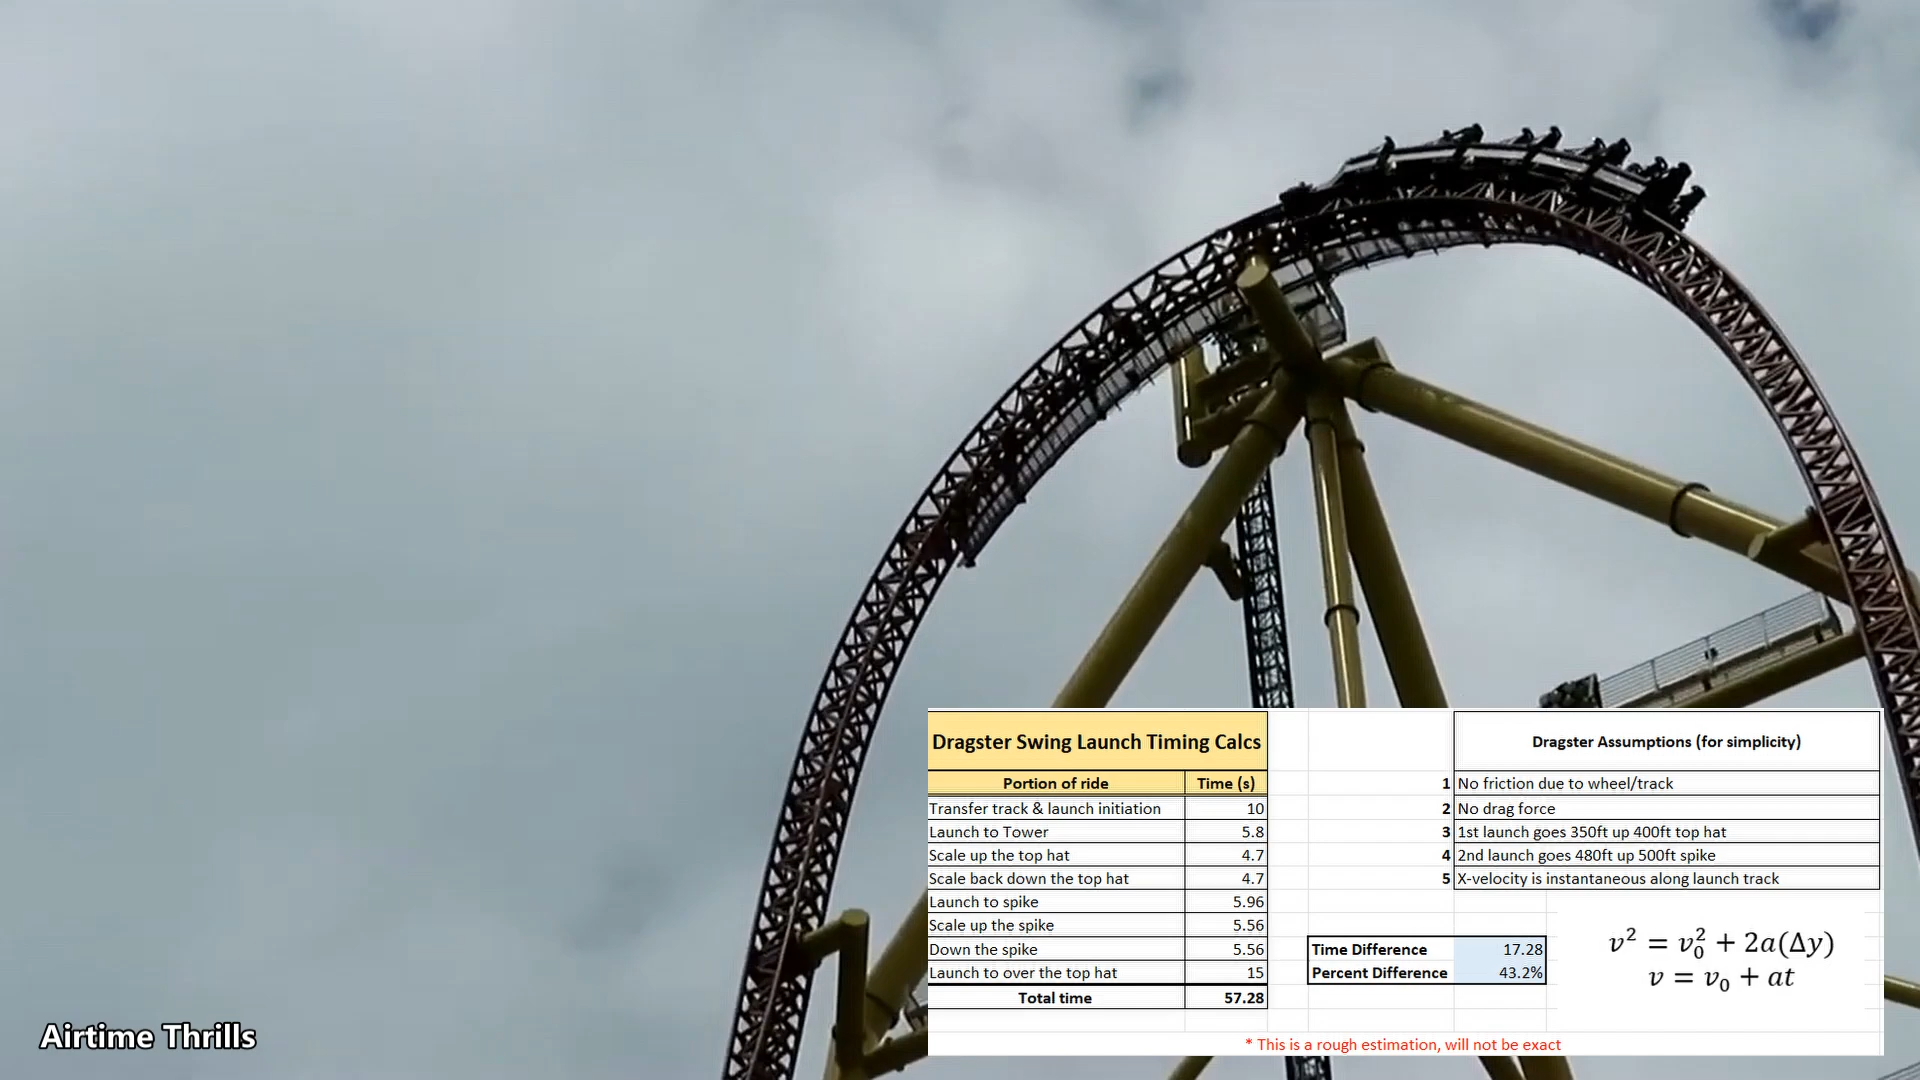 Dragster Swing Launch Timing Calcs
Portion of ride Time (s)
Transfer track & launch initiation 10
Launch to Tower 5.8
Scale up the top hat 4.7
Scale back down the top hat 4.7
Launch to spike 5.96
Scale up the spike 5.56
Down the spike 5.56
Launch to over the top hat 15
Total time 57.28
Dragster Assumptions (for simplicity)
1 No friction due to wheel/track
2 No drag force
3 1st launch goes 350ft up 400ft top hat
4 2nd launch goes 480ft up 500ft spike
5 X-velocity is instantaneous along launch track
Time Difference 17.28
Percent Difference 43.2%
v² = v₀² + 2a(Δy)
v = v₀ + at
* This is a rough estimation, will not be exact
Airtime Thrills